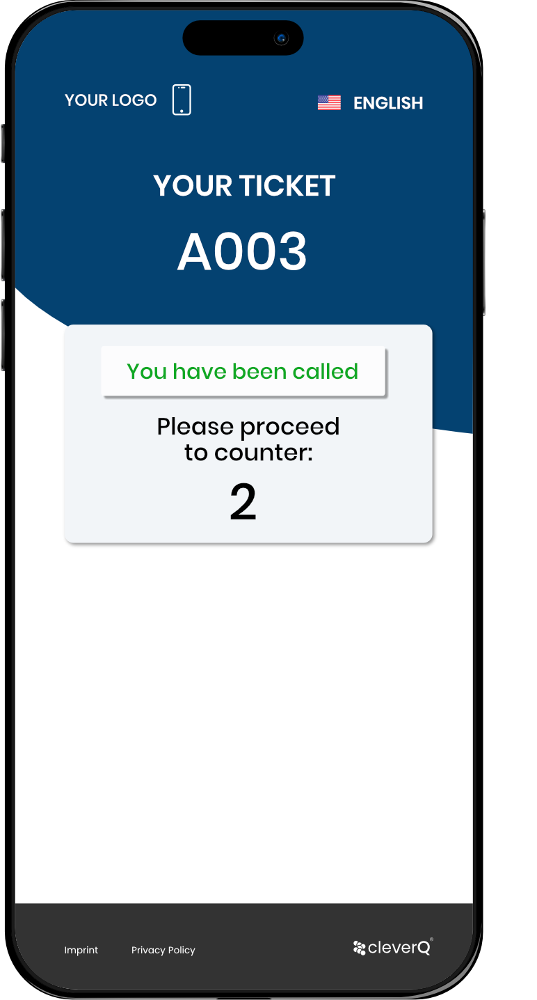 YOUR LOGO
ENGLISH
YOUR TICKET
A003
You have been called
Please proceed
to counter:
2
Imprint
Privacy Policy
cleverQ®